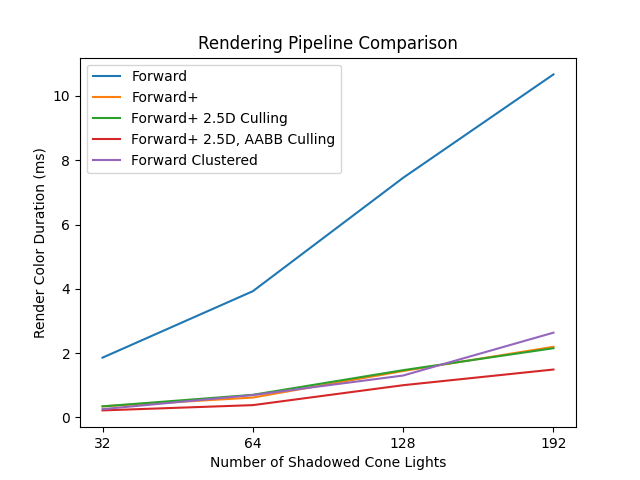 Rendering Pipeline Comparison
Forward
Forward+
Forward+ 2.5D Culling
Forward+ 2.5D, AABB Culling
Forward Clustered
Render Color Duration (ms)
10
8
6
4
2
0
32 64 128 192
Number of Shadowed Cone Lights